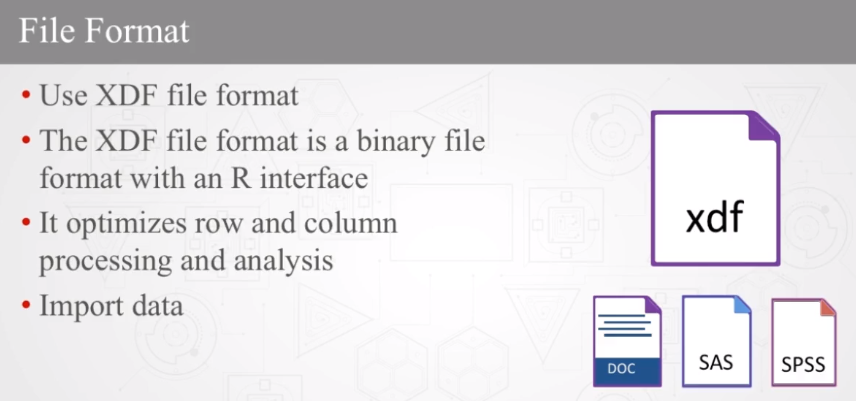 File Format
• Use XDF file format
• The XDF file format is a binary file
format with an R interface
• It optimizes row and column
processing and analysis
• Import data
xdf
DOC
SAS
SPSS